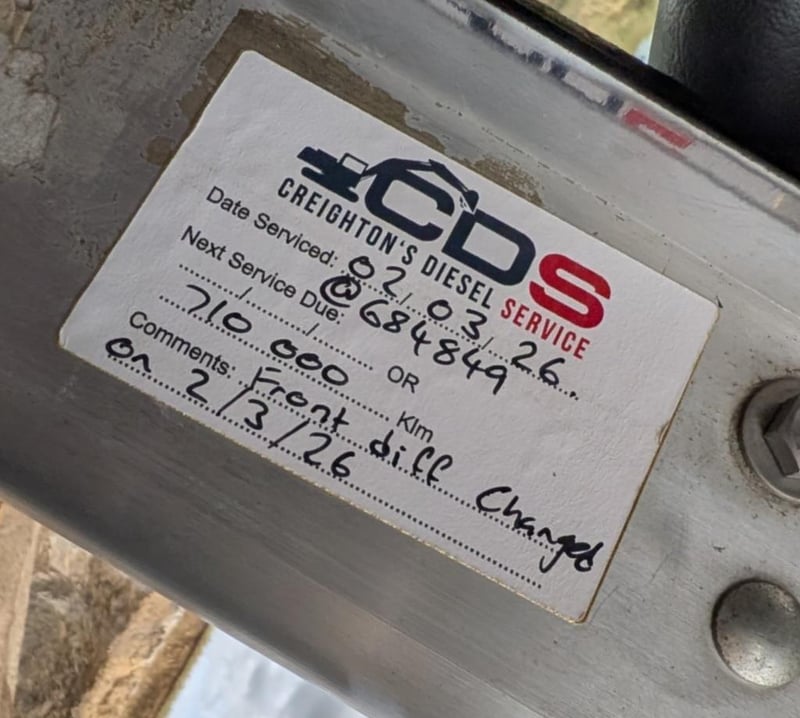 CDS
CREIGHTON'S DIESEL SERVICE
Date Serviced: 02/03/26
@684849
Next Service Due:
....../....../...... OR
710 000 Klm
Comments: Front diff Changed
on 2/3/26